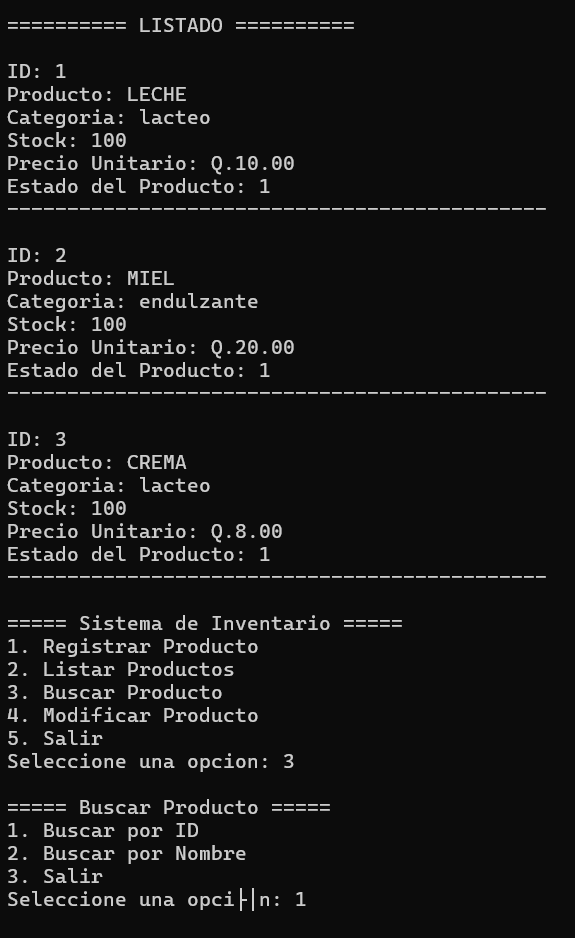 ========== LISTADO ==========
ID: 1
Producto: LECHE
Categoria: lacteo
Stock: 100
Precio Unitario: Q.10.00
Estado del Producto: 1
---------------------------------------------
ID: 2
Producto: MIEL
Categoria: endulzante
Stock: 100
Precio Unitario: Q.20.00
Estado del Producto: 1
---------------------------------------------
ID: 3
Producto: CREMA
Categoria: lacteo
Stock: 100
Precio Unitario: Q.8.00
Estado del Producto: 1
---------------------------------------------
===== Sistema de Inventario =====
1. Registrar Producto
2. Listar Productos
3. Buscar Producto
4. Modificar Producto
5. Salir
Seleccione una opcion: 3
===== Buscar Producto =====
1. Buscar por ID
2. Buscar por Nombre
3. Salir
Seleccione una opci├│n: 1